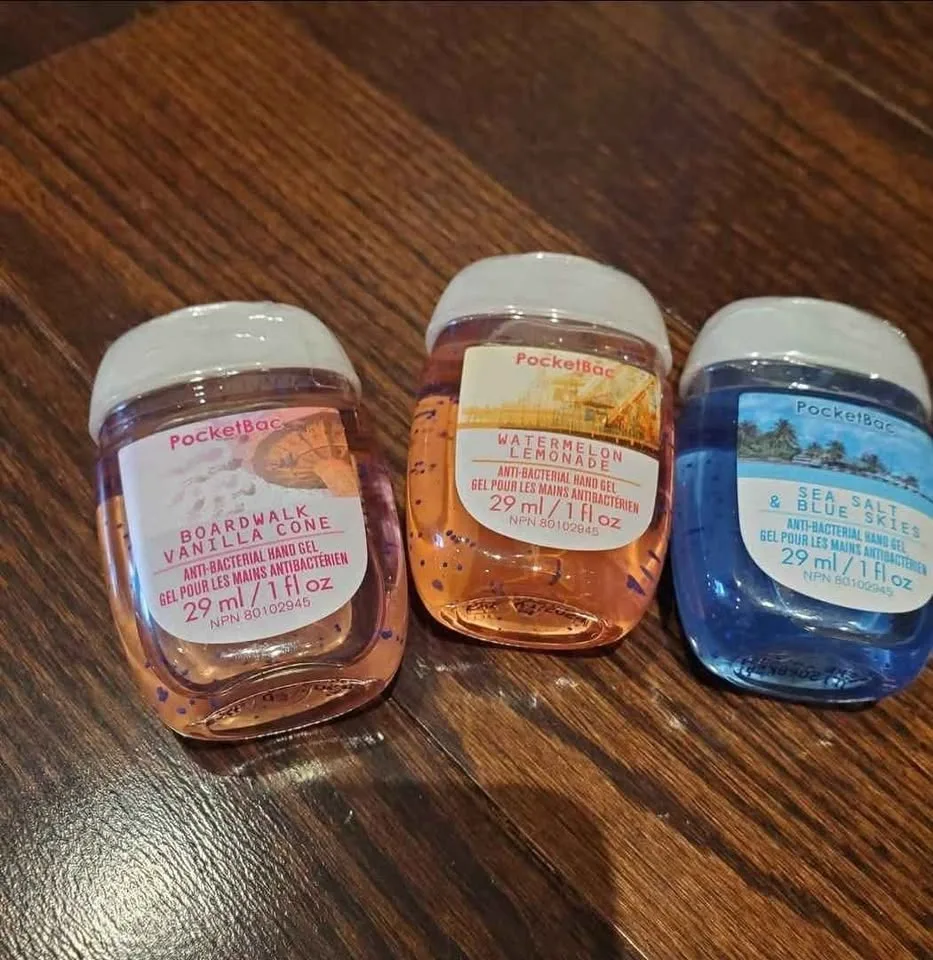 PocketBac
BOARDWALK
VANILLA CONE
ANTI-BACTERIAL HAND GEL
GEL POUR LES MAINS ANTIBACTÉRIEN
29 ml / 1 fl oz
NPN 80102945
PocketBac
WATERMELON
LEMONADE
ANTI-BACTERIAL HAND GEL
GEL POUR LES MAINS ANTIBACTÉRIEN
29 ml / 1 fl oz
NPN 80102945
PocketBac
SEA SALT
& BLUE SKIES
ANTI-BACTERIAL HAND GEL
GEL POUR LES MAINS ANTIBACTÉRIEN
29 ml / 1 fl oz
NPN 80102945